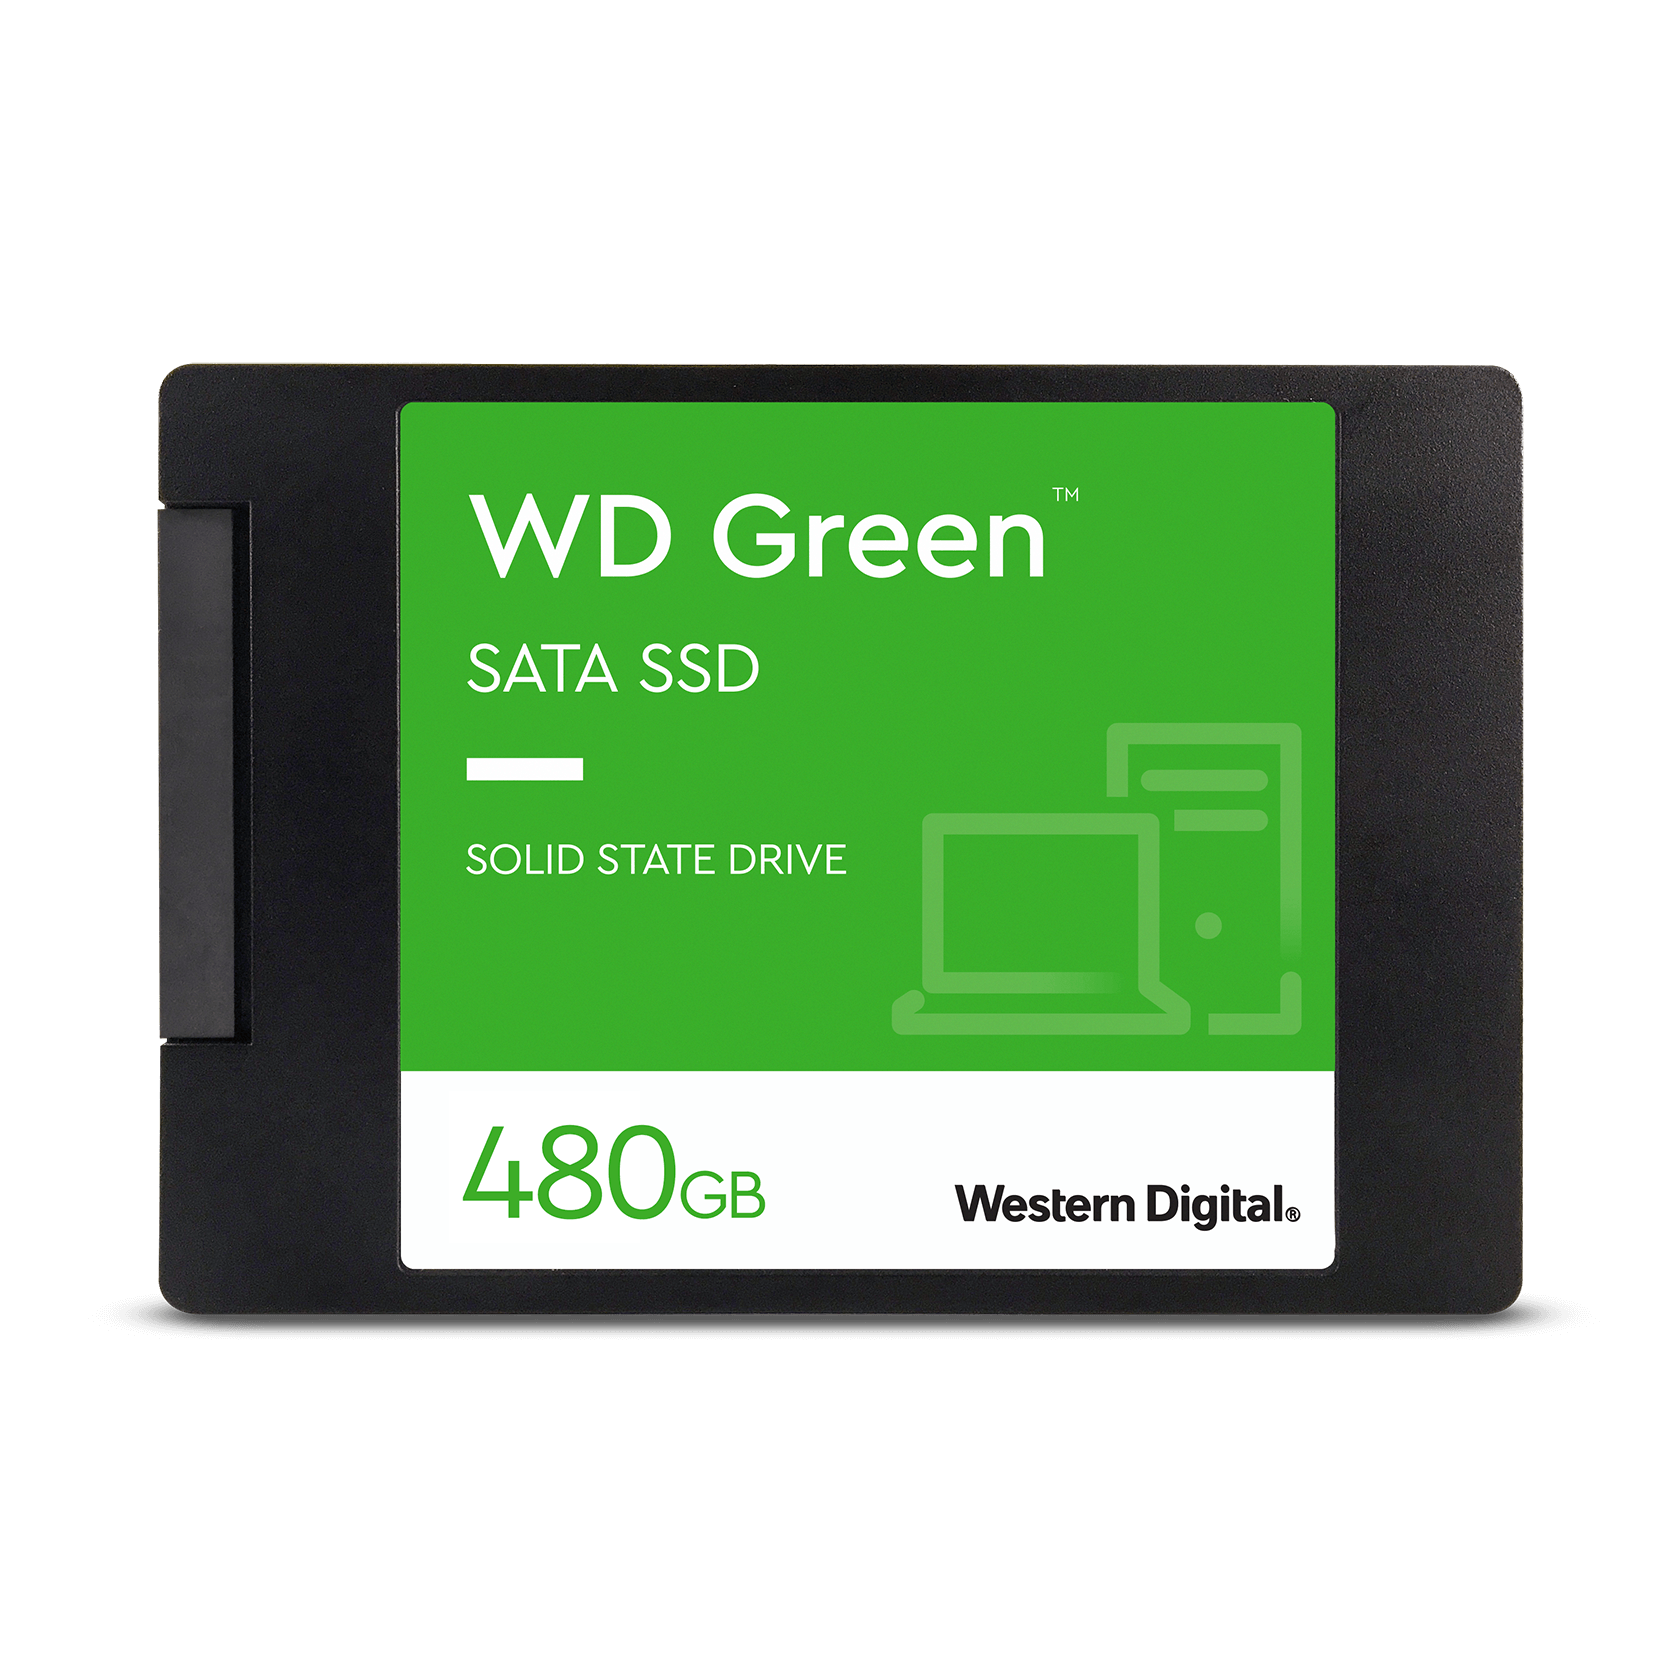 WD Green™
SATA SSD
SOLID STATE DRIVE
480GB
Western Digital®